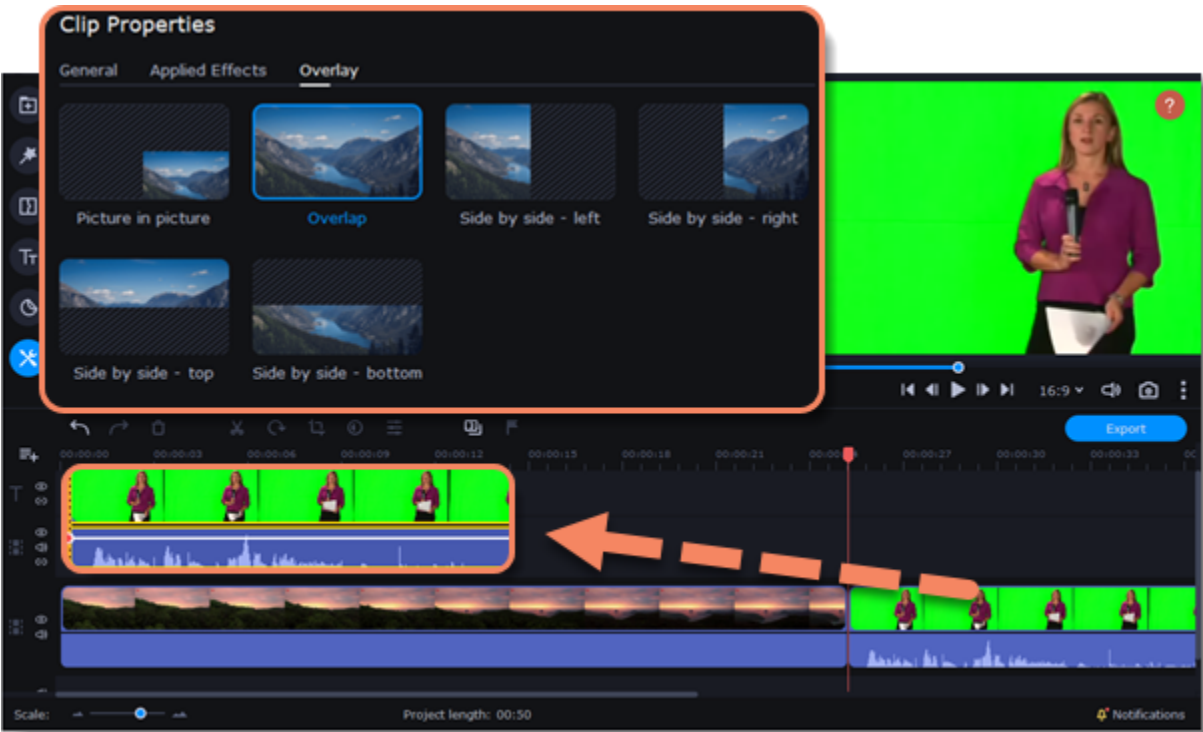 Clip Properties
General Applied Effects Overlay
Picture in picture Overlap Side by side - left Side by side - right
Side by side - top Side by side - bottom
?
16:9
Export
00:00:00 00:00:03 00:00:06 00:00:09 00:00:12 00:00:15 00:00:18 00:00:21 00:00:27 00:00:30 00:00:33
Scale: Project length: 00:50 Notifications